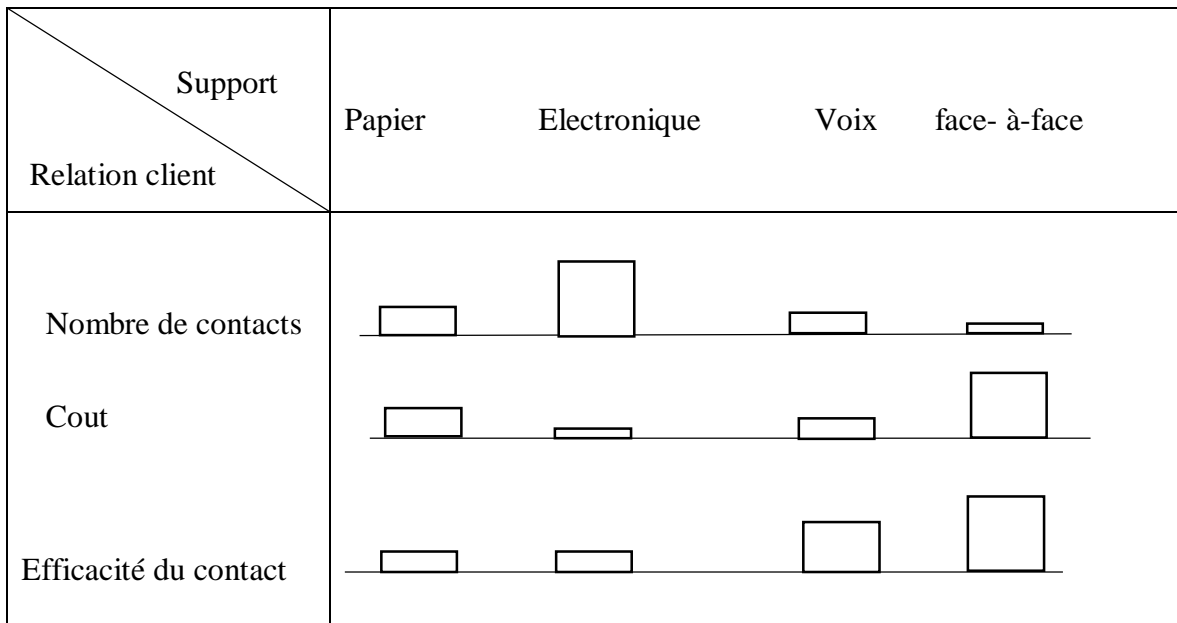 Support
Relation client
Papier Electronique Voix face- à-face
Nombre de contacts
Cout
Efficacité du contact